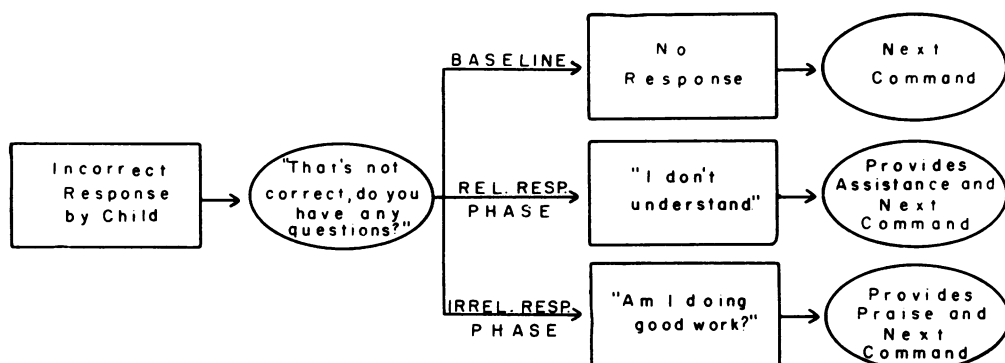 Incorrect
Response
by Child
"That's not
correct, do you
have any
questions?"
BASELINE
No
Response
Next
Command
REL. RESP.
PHASE
"I don't
understand"
Provides
Assistance and
Next
Command
IRREL. RESP.
PHASE
"Am I doing
good work?"
Provides
Praise and
Next
Command